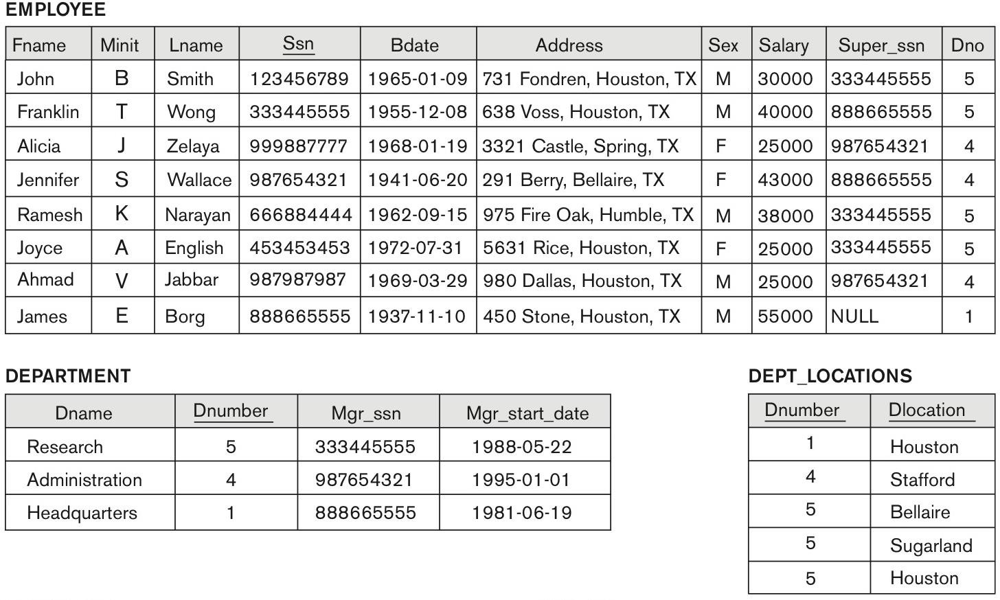 EMPLOYEE
Fname Minit Lname Ssn Bdate Address Sex Salary Super_ssn Dno
John B Smith 123456789 1965-01-09 731 Fondren, Houston, TX M 30000 333445555 5
Franklin T Wong 333445555 1955-12-08 638 Voss, Houston, TX M 40000 888665555 5
Alicia J Zelaya 999887777 1968-01-19 3321 Castle, Spring, TX F 25000 987654321 4
Jennifer S Wallace 987654321 1941-06-20 291 Berry, Bellaire, TX F 43000 888665555 4
Ramesh K Narayan 666884444 1962-09-15 975 Fire Oak, Humble, TX M 38000 333445555 5
Joyce A English 453453453 1972-07-31 5631 Rice, Houston, TX F 25000 333445555 5
Ahmad V Jabbar 987987987 1969-03-29 980 Dallas, Houston, TX M 25000 987654321 4
James E Borg 888665555 1937-11-10 450 Stone, Houston, TX M 55000 NULL 1
DEPARTMENT
Dname Dnumber Mgr_ssn Mgr_start_date
Research 5 333445555 1988-05-22
Administration 4 987654321 1995-01-01
Headquarters 1 888665555 1981-06-19
DEPT_LOCATIONS
Dnumber Dlocation
1 Houston
4 Stafford
5 Bellaire
5 Sugarland
5 Houston